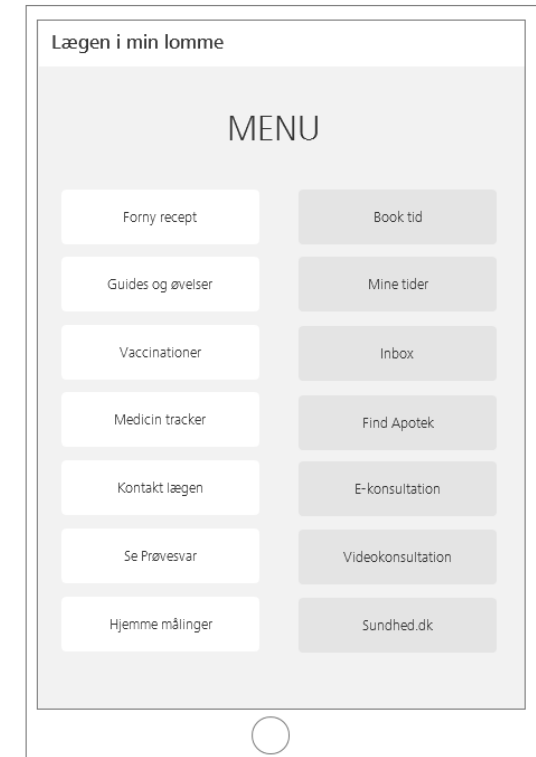 Lægen i min lomme
MENU
Forny recept
Book tid
Guides og øvelser
Mine tider
Vaccinationer
Inbox
Medicin tracker
Find Apotek
Kontakt lægen
E-konsultation
Se Prøvesvar
Videokonsultation
Hjemme målinger
Sundhed.dk